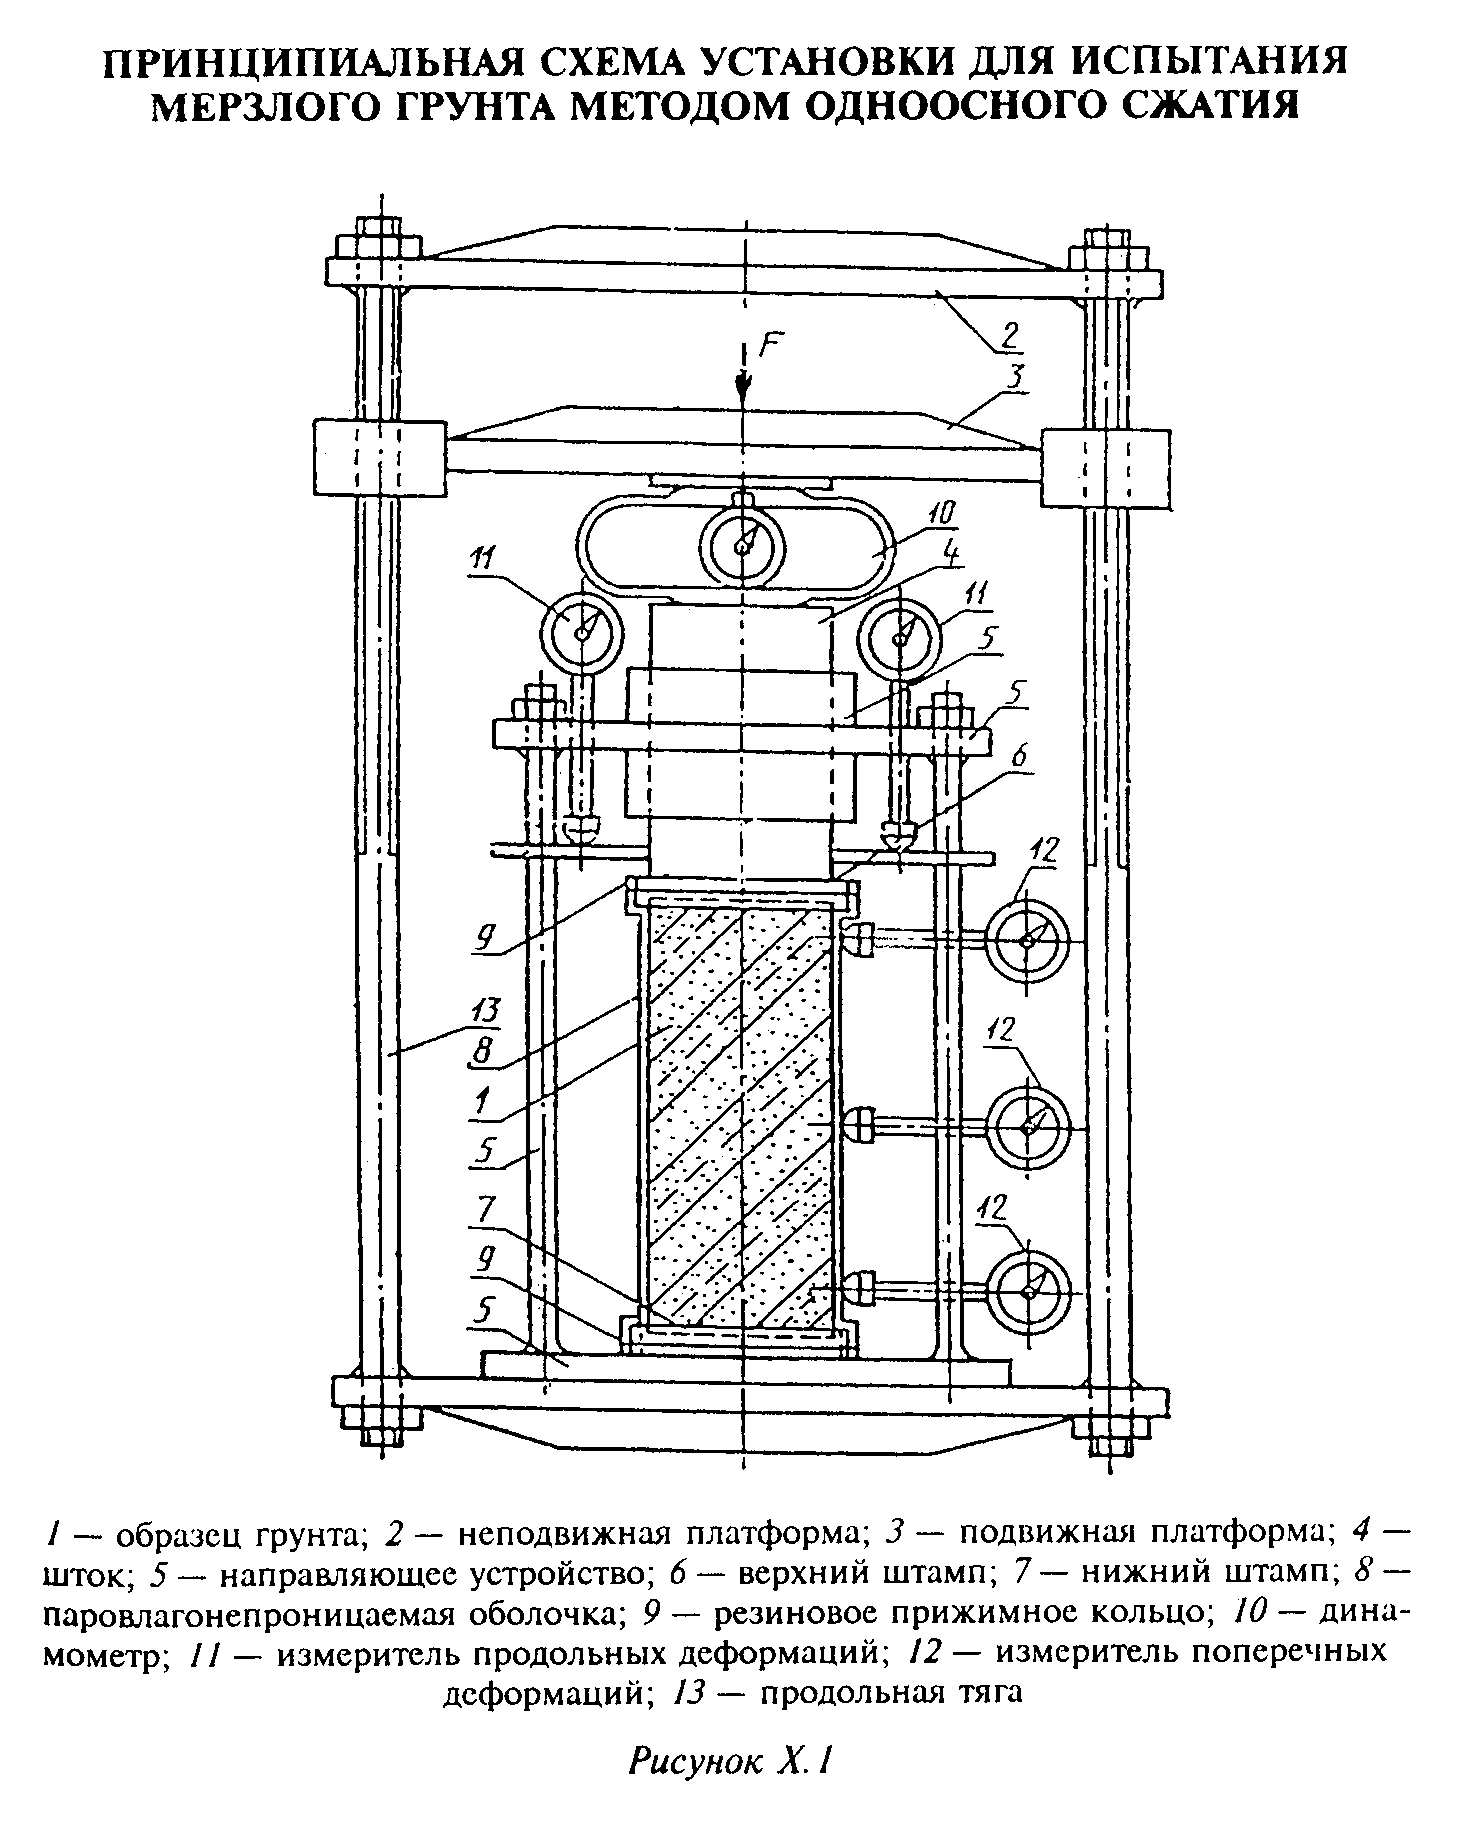 ПРИНЦИПИАЛЬНАЯ СХЕМА УСТАНОВКИ ДЛЯ ИСПЫТАНИЯ
МЕРЗЛОГО ГРУНТА МЕТОДОМ ОДНООСНОГО СЖАТИЯ
F
2
3
10
4
11
11
5
5
6
12
9
13
8
12
1
5
7
12
9
5
1 — образец грунта; 2 — неподвижная платформа; 3 — подвижная платформа; 4 —
шток; 5 — направляющее устройство; 6 — верхний штамп; 7 — нижний штамп; 8 —
паровлагонепроницаемая оболочка; 9 — резиновое прижимное кольцо; 10 — дина-
мометр; 11 — измеритель продольных деформаций; 12 — измеритель поперечных
деформаций; 13 — продольная тяга
Рисунок X.1